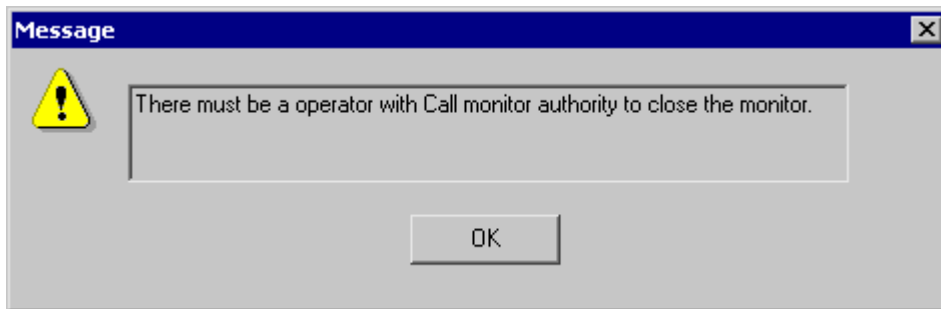 Message
There must be a operator with Call monitor authority to close the monitor.
OK